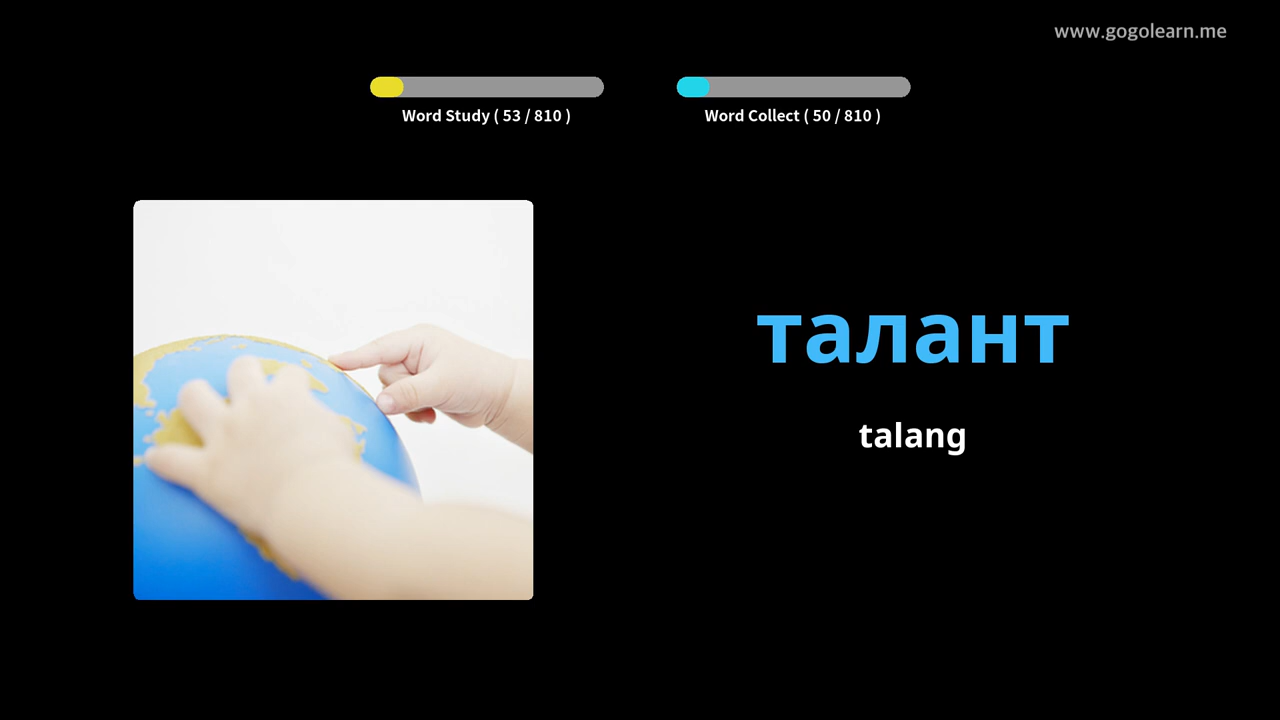 www.gogolearn.me
Word Study ( 53 / 810 )
Word Collect ( 50 / 810 )
талант
talang